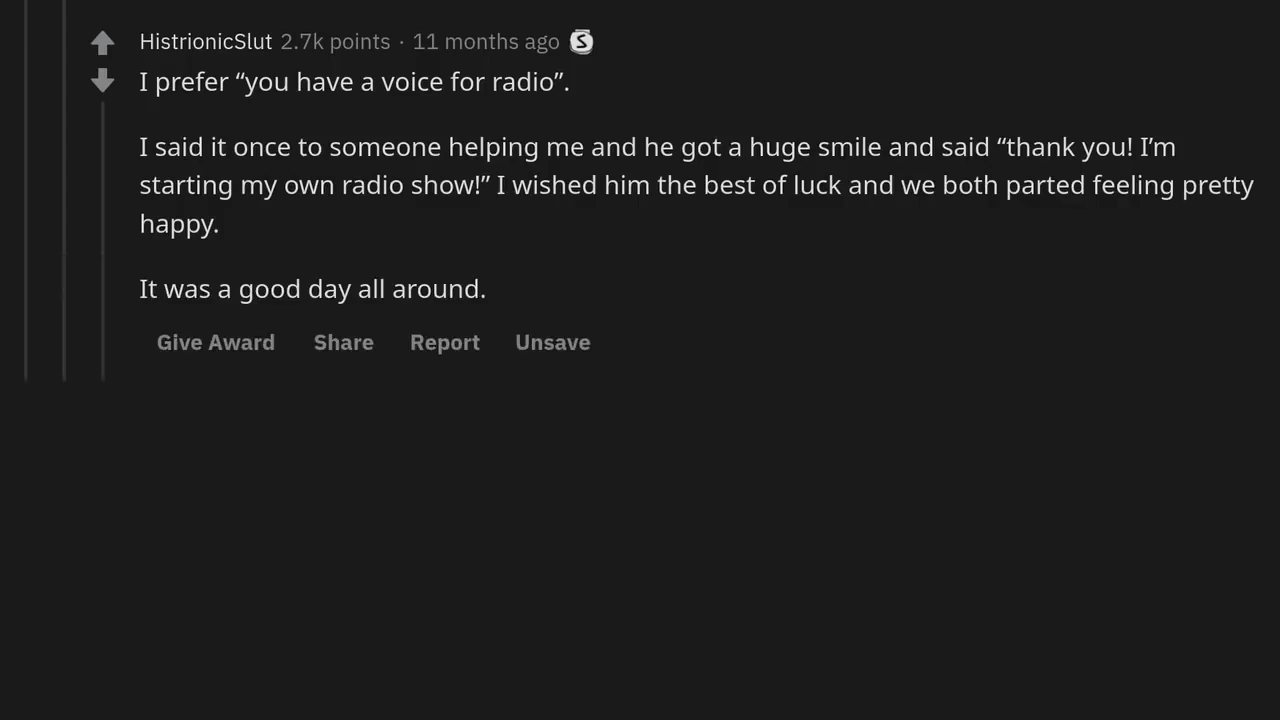 HistrionicSlut 2.7k points · 11 months ago S
I prefer “you have a voice for radio”.
I said it once to someone helping me and he got a huge smile and said “thank you! I’m
starting my own radio show!” I wished him the best of luck and we both parted feeling pretty
happy.
It was a good day all around.
Give Award Share Report Unsave